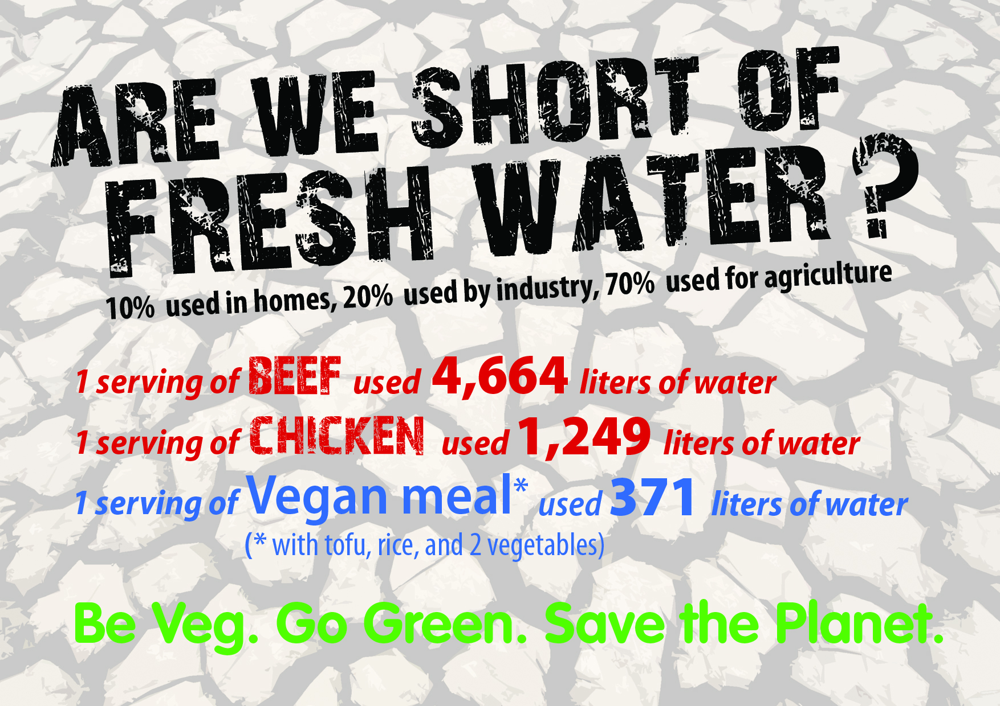 ARE WE SHORT OF
FRESH WATER ?
10% used in homes, 20% used by industry, 70% used for agriculture
1 serving of BEEF used 4,664 liters of water
1 serving of CHICKEN used 1,249 liters of water
1 serving of Vegan meal* used 371 liters of water
(* with tofu, rice, and 2 vegetables)
Be Veg. Go Green. Save the Planet.